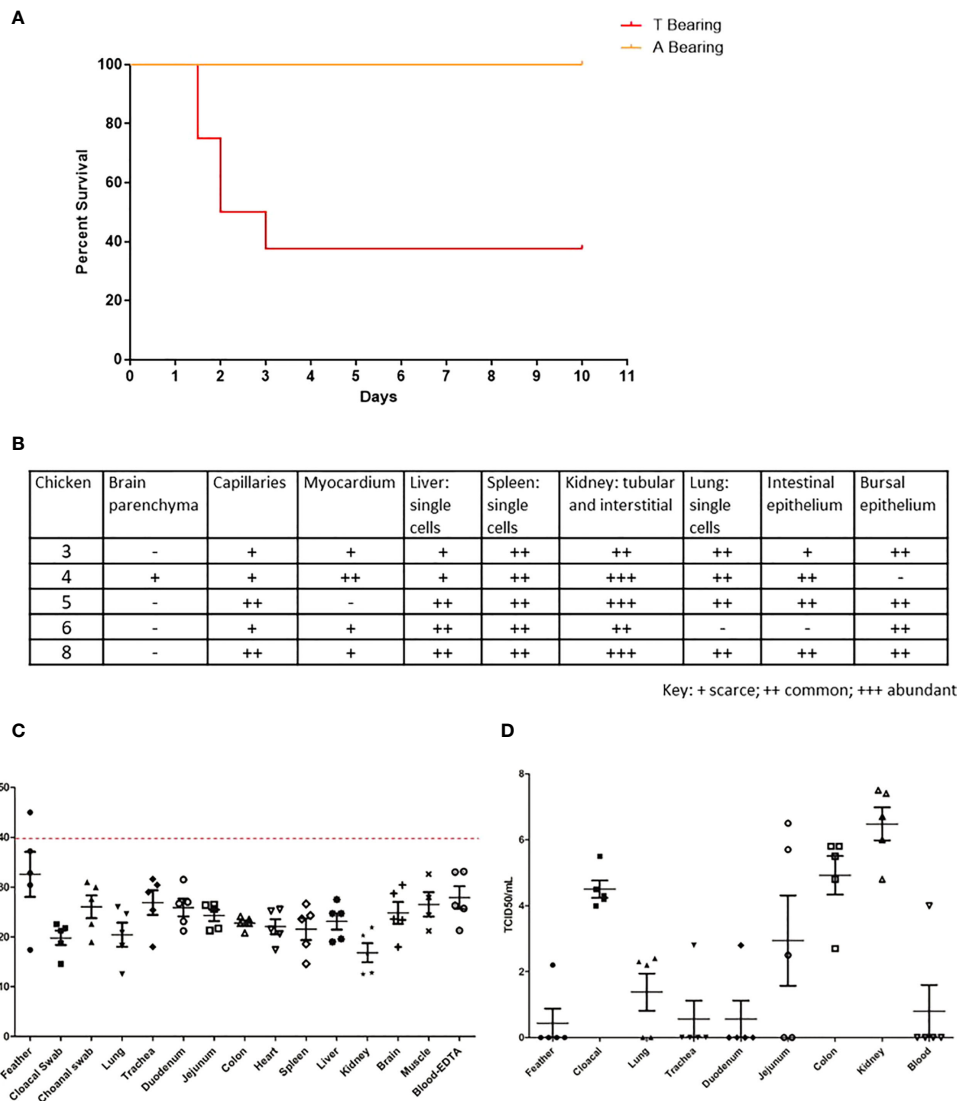 A
T Bearing
A Bearing
100
80
60
40
20
0
Percent Survival
0 1 2 3 4 5 6 7 8 9 10 11
Days
B
Chicken Brain parenchyma Capillaries Myocardium Liver: single cells Spleen: single cells Kidney: tubular and interstitial Lung: single cells Intestinal epithelium Bursal epithelium
3 - + + + ++ ++ ++ + ++
4 + + ++ + ++ +++ ++ ++ -
5 - ++ - ++ ++ +++ ++ ++ ++
6 - + + ++ ++ ++ - - ++
8 - ++ + ++ ++ +++ ++ ++ ++
Key: + scarce; ++ common; +++ abundant
C
50
40
30
20
10
0
Feather Cloacal Swab Choanal swab Lung Trachea Duodenum Jejunum Colon Heart Spleen Liver Kidney Brain Muscle Blood-EDTA
D
8
6
4
2
0
TCID50/mL
Feather Cloacal Lung Trachea Duodenum Jejunum Colon Kidney Blood